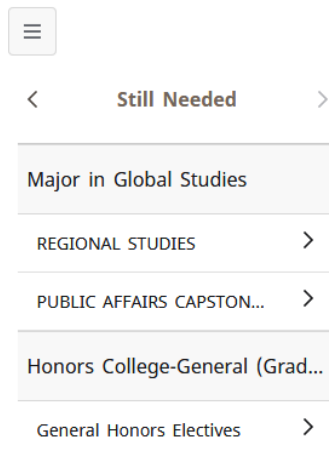 Still Needed
Major in Global Studies
REGIONAL STUDIES
PUBLIC AFFAIRS CAPSTON...
Honors College-General (Grad...
General Honors Electives